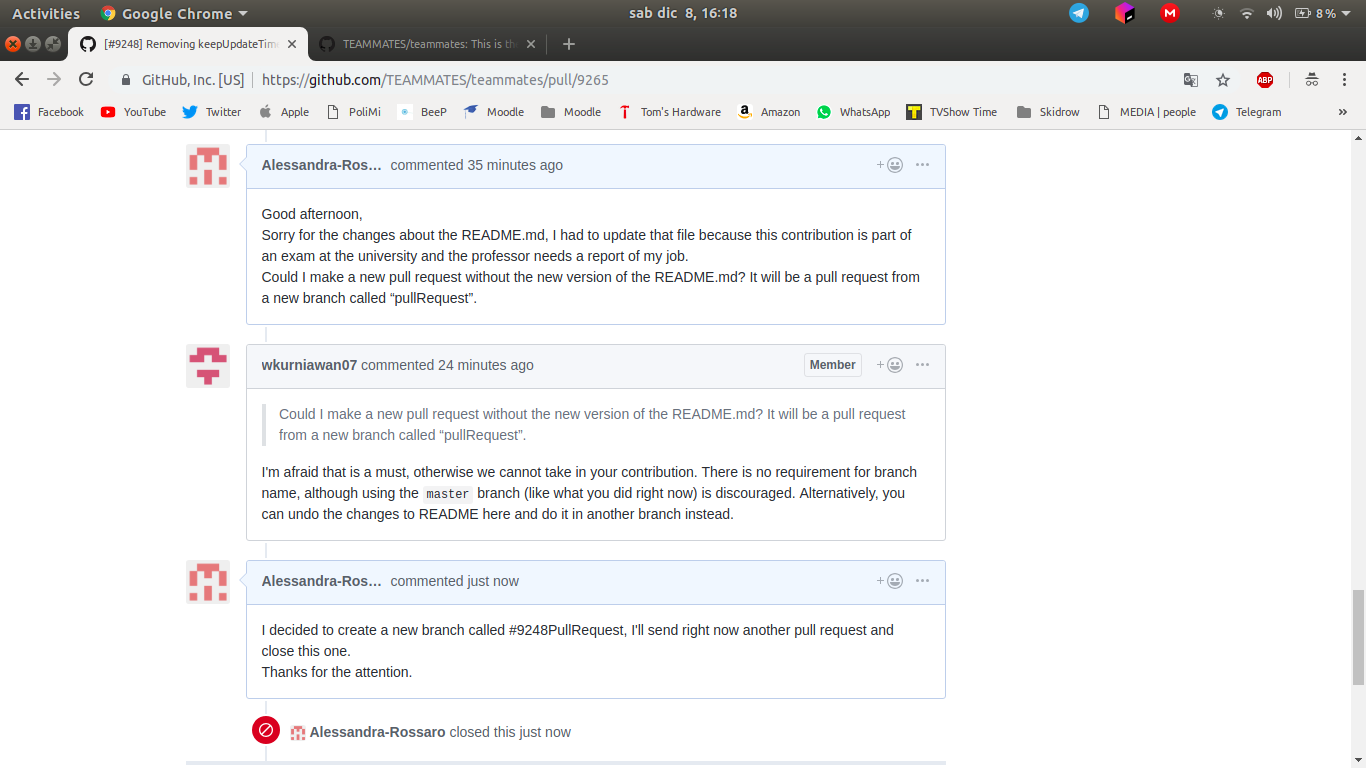 Activities Google Chrome sab dic 8, 16:18 8%
[#9248] Removing keepUpdateTim TEAMMATES/teammates: This is th
GitHub, Inc. [US] https://github.com/TEAMMATES/teammates/pull/9265 ABP
Facebook YouTube Twitter Apple PoliMi BeeP Moodle Moodle Tom's Hardware Amazon WhatsApp TVShow Time Skidrow MEDIA | people Telegram »
Alessandra-Ros… commented 35 minutes ago
Good afternoon,
Sorry for the changes about the README.md, I had to update that file because this contribution is part of
an exam at the university and the professor needs a report of my job.
Could I make a new pull request without the new version of the README.md? It will be a pull request from
a new branch called “pullRequest”.
wkurniawan07 commented 24 minutes ago Member
Could I make a new pull request without the new version of the README.md? It will be a pull request
from a new branch called “pullRequest”.
I'm afraid that is a must, otherwise we cannot take in your contribution. There is no requirement for branch
name, although using the master branch (like what you did right now) is discouraged. Alternatively, you
can undo the changes to README here and do it in another branch instead.
Alessandra-Ros… commented just now
I decided to create a new branch called #9248PullRequest, I'll send right now another pull request and
close this one.
Thanks for the attention.
Alessandra-Rossaro closed this just now